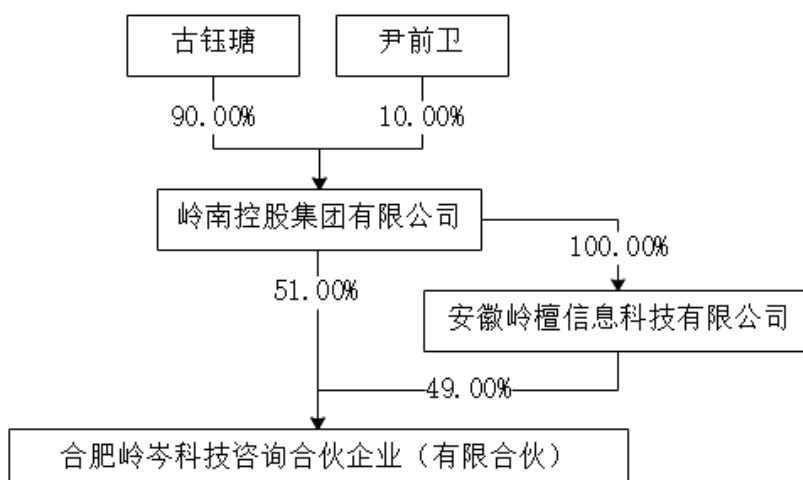 古钰瑭
尹前卫
90.00%
10.00%
岭南控股集团有限公司
100.00%
51.00%
安徽岭檀信息科技有限公司
49.00%
合肥岭岑科技咨询合伙企业（有限合伙）